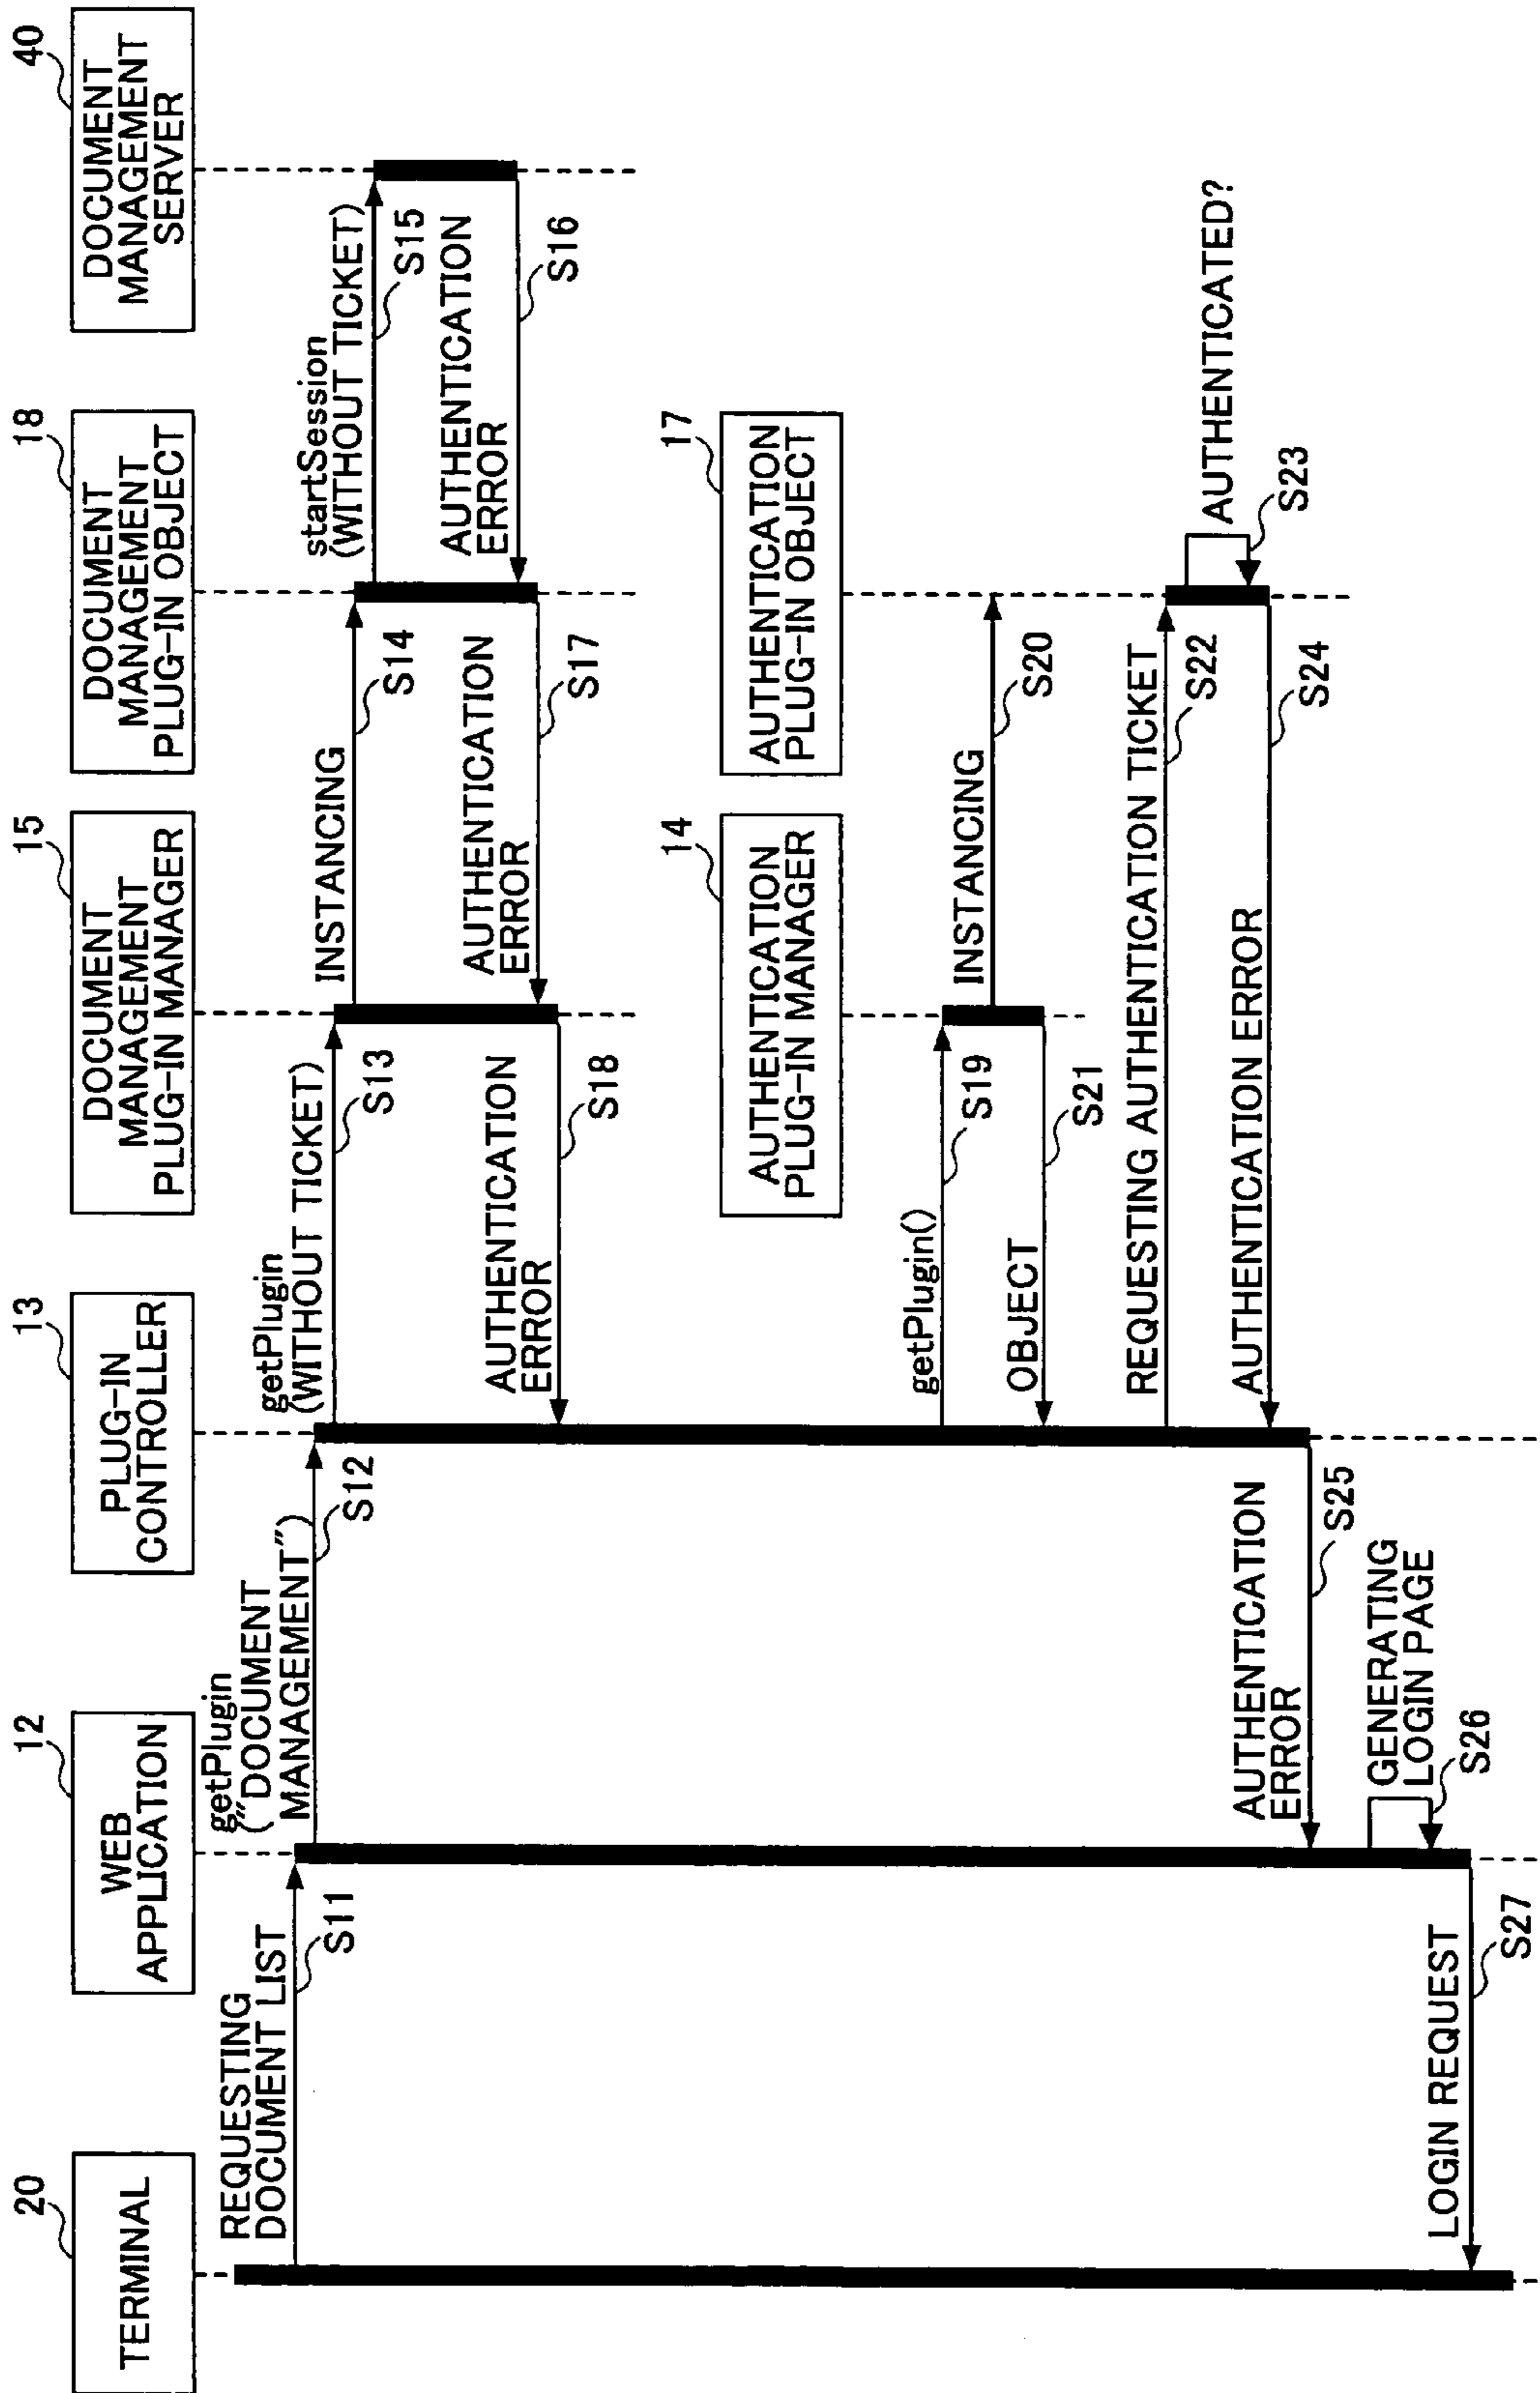 20
TERMINAL
12
WEB
APPLICATION
13
PLUG-IN
CONTROLLER
15
DOCUMENT
MANAGEMENT
PLUG-IN MANAGER
18
DOCUMENT
MANAGEMENT
PLUG-IN OBJECT
40
DOCUMENT
MANAGEMENT
SERVER
REQUESTING
DOCUMENT LIST
S11
getPlugin
("DOCUMENT
MANAGEMENT")
S12
getPlugin
(WITHOUT TICKET)
S13
INSTANCING
S14
startSession
(WITHOUT TICKET)
S15
AUTHENTICATION
ERROR
S16
AUTHENTICATION
ERROR
S17
AUTHENTICATION
ERROR
S18
14
AUTHENTICATION
PLUG-IN MANAGER
17
AUTHENTICATION
PLUG-IN OBJECT
getPlugin()
S19
INSTANCING
S20
OBJECT
S21
REQUESTING AUTHENTICATION TICKET
S22
AUTHENTICATED?
S23
AUTHENTICATION ERROR
S24
AUTHENTICATION
ERROR
S25
GENERATING
LOGIN PAGE
S26
LOGIN REQUEST
S27